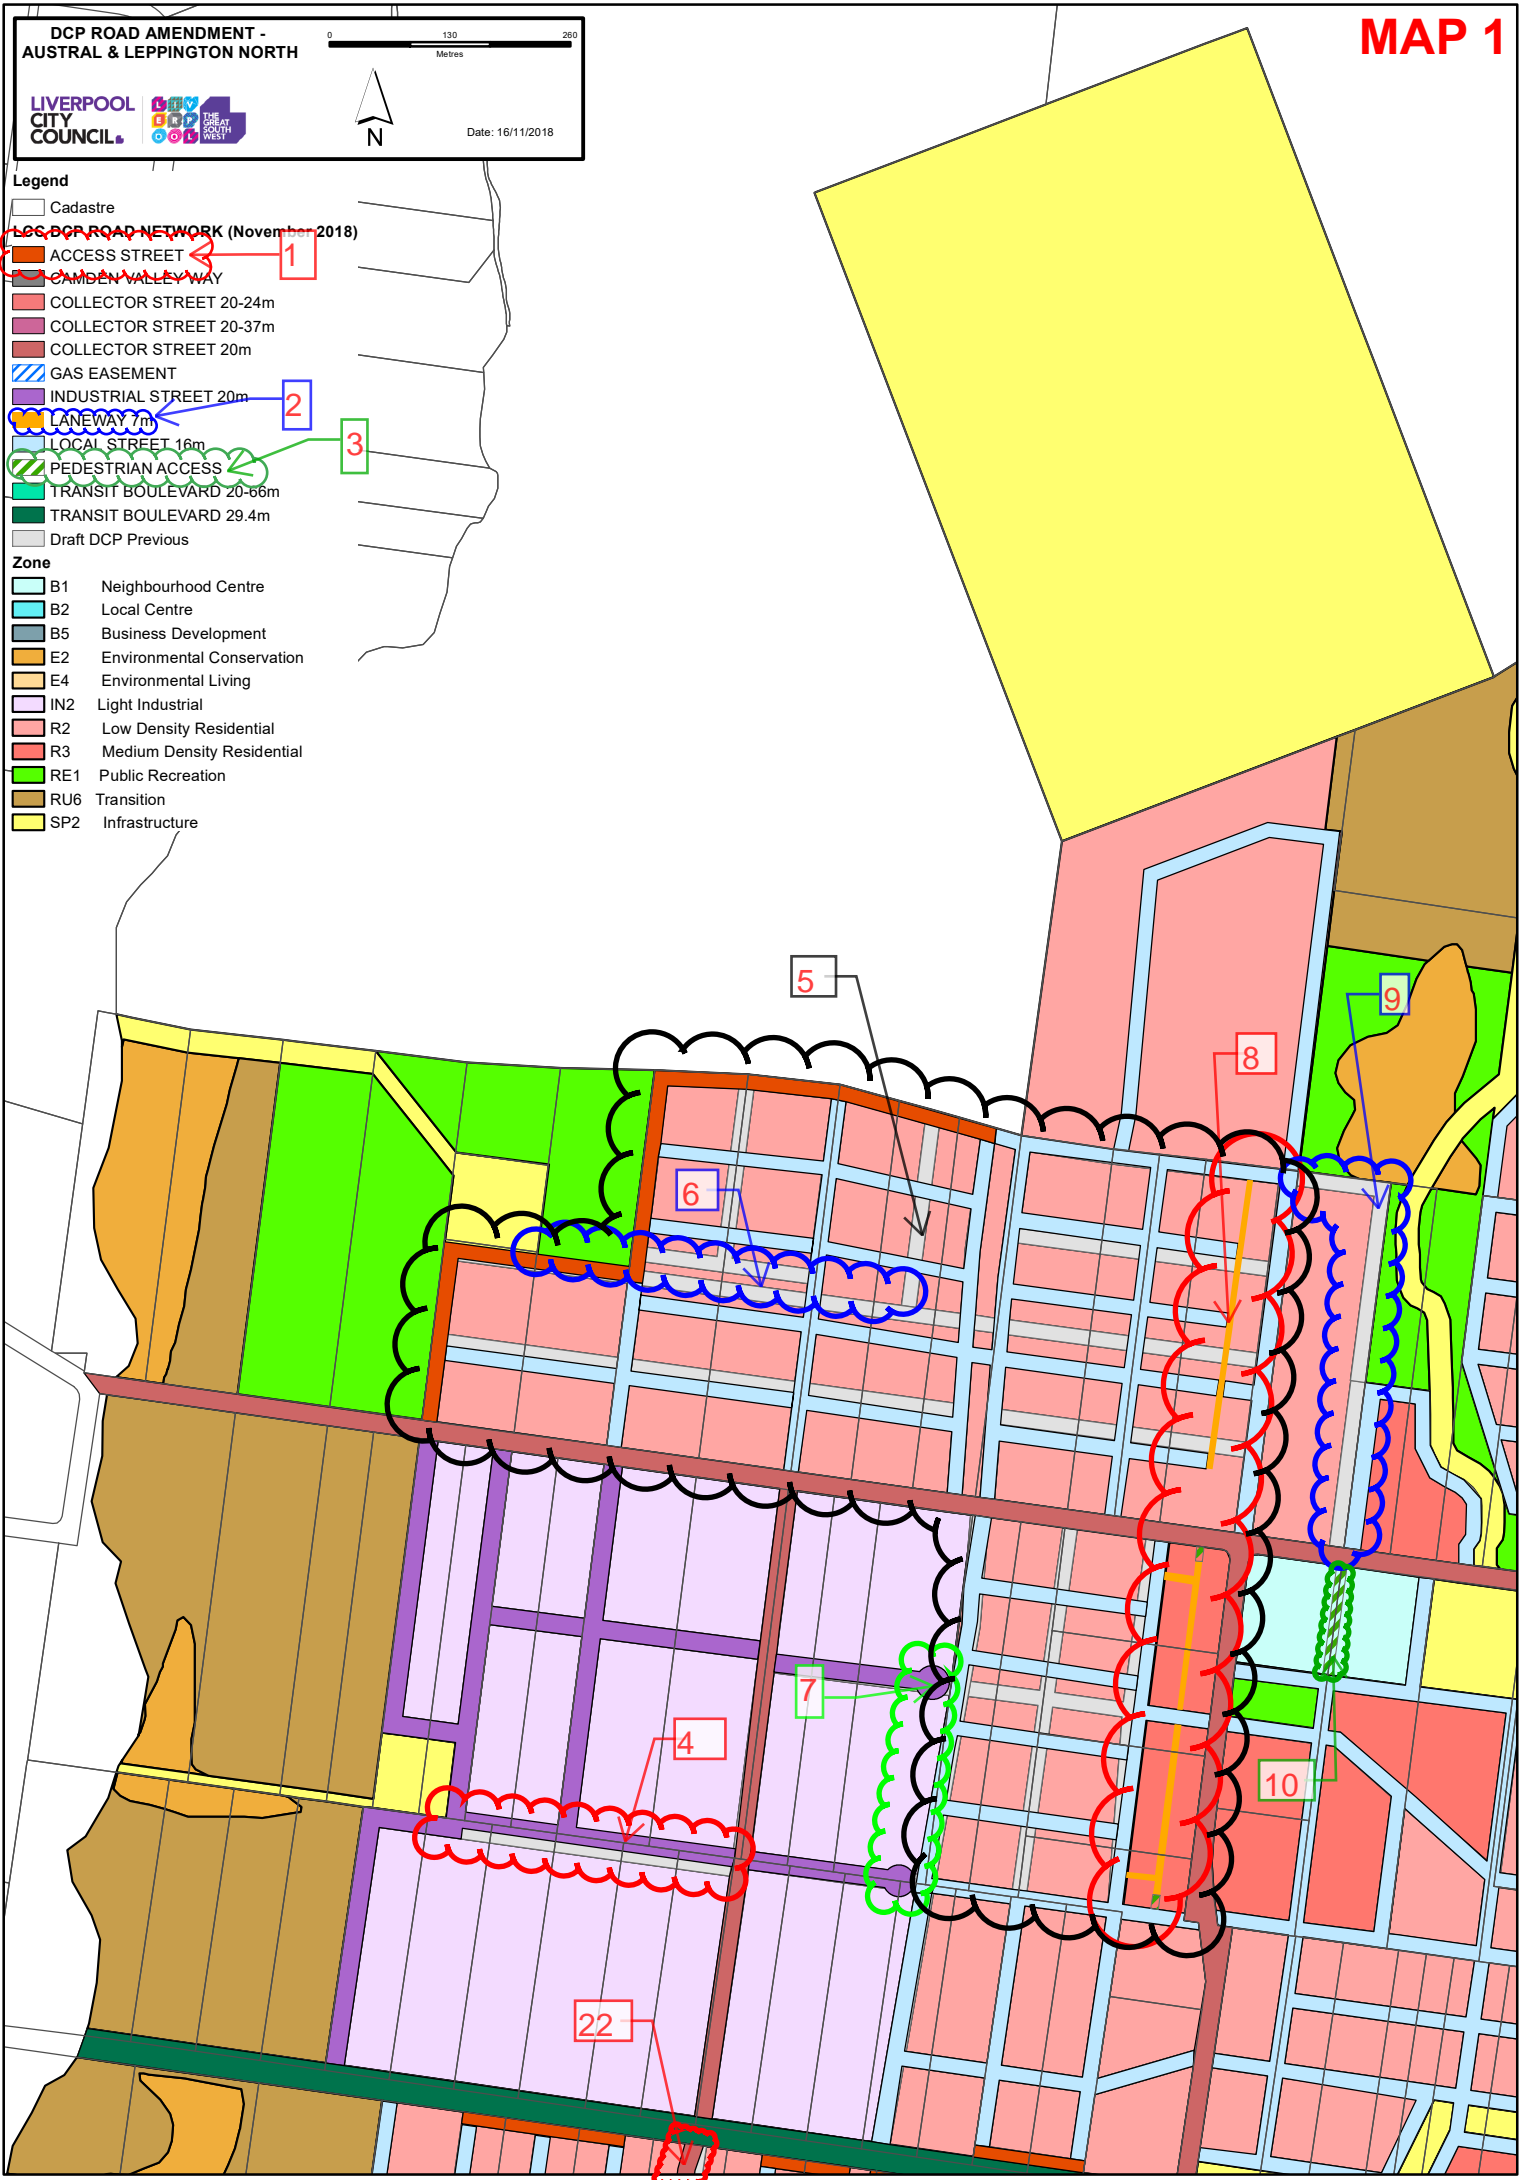 DCP ROAD AMENDMENT -
AUSTRAL & LEPPINGTON NORTH
0 130 260
Metres
LIVERPOOL
CITY
COUNCIL
LIV
ERP
OOL
THE
GREAT
SOUTH
WEST
N
Date: 16/11/2018
MAP 1
Legend
Cadastre
LCC DCP ROAD NETWORK (November 2018)
ACCESS STREET
1
CAMDEN VALLEY WAY
COLLECTOR STREET 20-24m
COLLECTOR STREET 20-37m
COLLECTOR STREET 20m
GAS EASEMENT
INDUSTRIAL STREET 20m
2
LANEWAY 7m
LOCAL STREET 16m
3
PEDESTRIAN ACCESS
TRANSIT BOULEVARD 20-66m
TRANSIT BOULEVARD 29.4m
Draft DCP Previous
Zone
B1 Neighbourhood Centre
B2 Local Centre
B5 Business Development
E2 Environmental Conservation
E4 Environmental Living
IN2 Light Industrial
R2 Low Density Residential
R3 Medium Density Residential
RE1 Public Recreation
RU6 Transition
SP2 Infrastructure
5
9
8
6
7
4
10
22